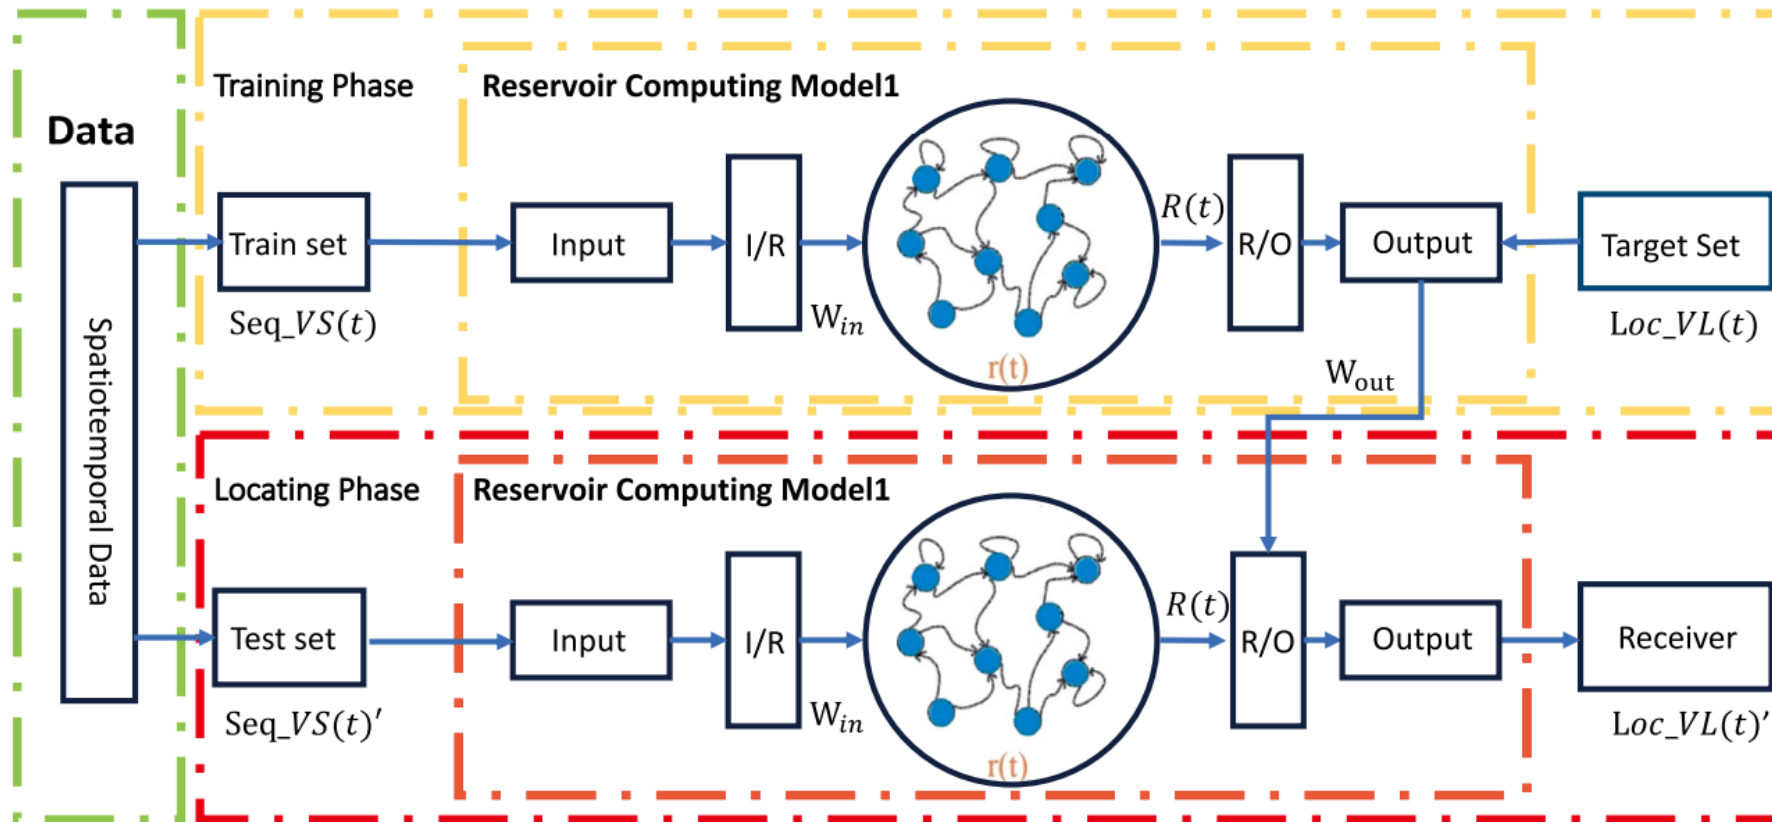 Data
Spatiotemporal Data
Training Phase
Reservoir Computing Model1
Train set
Seq_VS(t)
Input
I/R
W_in
r(t)
R(t)
R/O
Output
Target Set
Loc_VL(t)
W_out
Locating Phase
Reservoir Computing Model1
Test set
Seq_VS(t)′
Input
I/R
W_in
r(t)
R(t)
R/O
Output
Receiver
Loc_VL(t)′